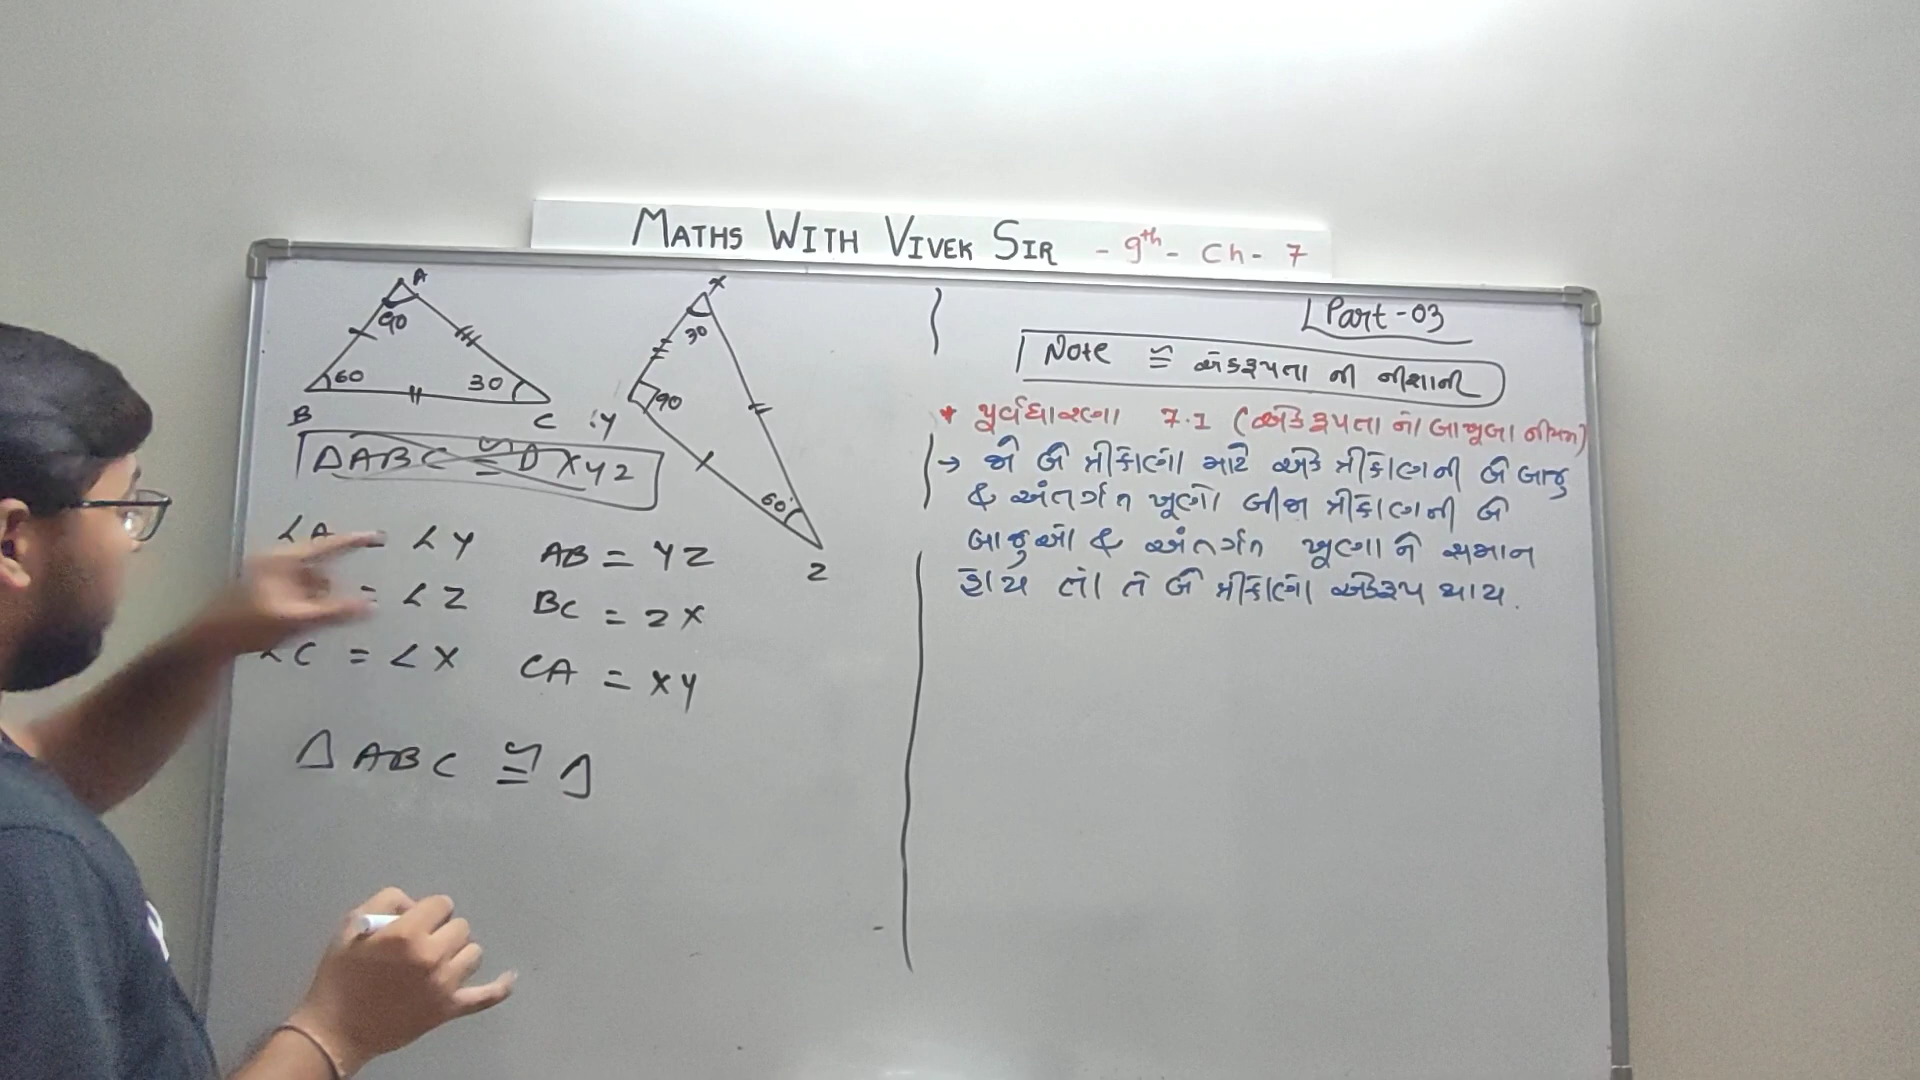 MATHS WITH VIVEK SIR - 9th - Ch - 7
A
90
60
30
B
C
X
30
90
Y
60°
Z
ΔABC ≅ ΔXYZ
∠A = ∠Y
= ∠Z
∠C = ∠X
AB = YZ
BC = ZX
CA = XY
Δ ABC ≅ Δ
Part - 03
Note ≅ એકરૂપતા ની નીશાની
* પૂર્વધારણા 7.1 (એકરૂપતા નો બાખૂબા નીયમ)
→ જો બે ત્રીકોણો માટે એક ત્રીકોણની બે બાજુ
& અંતર્ગત ખૂણો બીજા ત્રીકોણની બે
બાજુઓ & અંતર્ગત ખૂણા ને સમાન
હોય તો તે બે ત્રીકોણો એકરૂપ થાય.